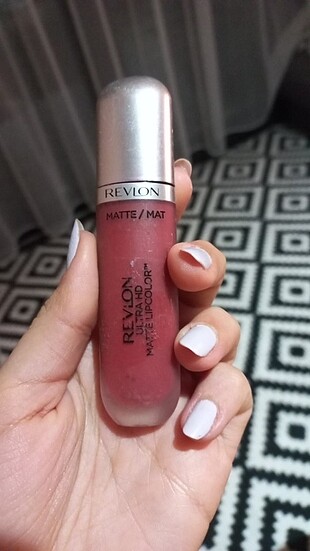 REVLON
MATTE / MAT
REVLON
ULTRA HD
MATTE LIPCOLOR™